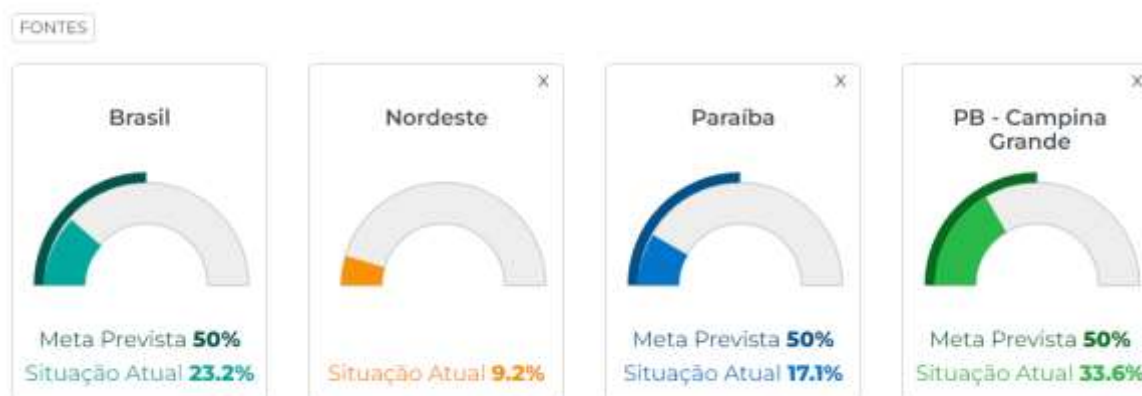 FONTES
Brasil
Meta Prevista 50%
Situação Atual 23.2%
X
Nordeste
Situação Atual 9.2%
X
Paraíba
Meta Prevista 50%
Situação Atual 17.1%
X
PB - Campina
Grande
Meta Prevista 50%
Situação Atual 33.6%